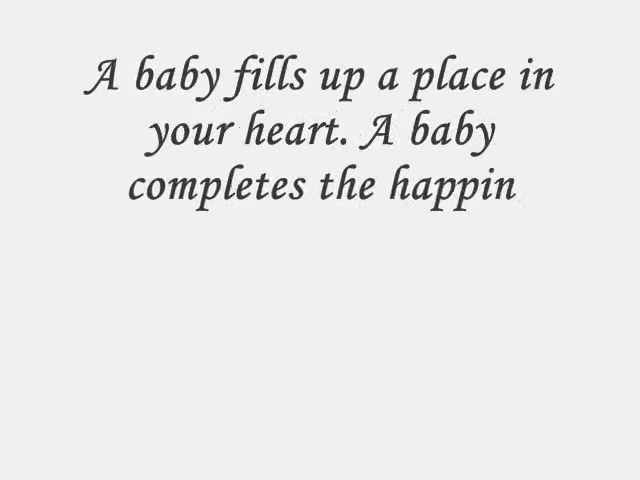 A baby fills up a place in
your heart. A baby
completes the happin